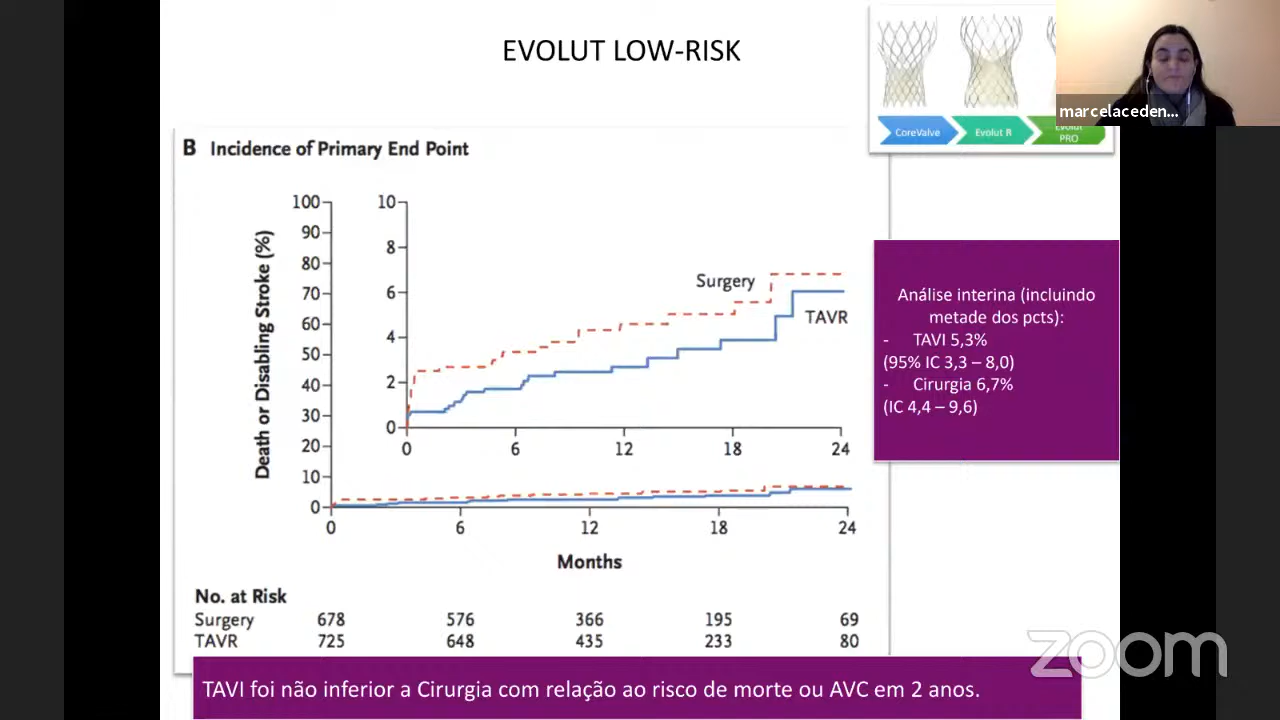 EVOLUT LOW-RISK
CoreValve
Evolut R
Evolut
PRO
marcelaceden...
B Incidence of Primary End Point
Death or Disabling Stroke (%)
100
90
80
70
60
50
40
30
20
10
0
10
8
6
4
2
0
Surgery
TAVR
0 6 12 18 24
0 6 12 18 24
Months
Análise interina (incluindo
metade dos pcts):
- TAVI 5,3%
(95% IC 3,3 – 8,0)
- Cirurgia 6,7%
(IC 4,4 – 9,6)
No. at Risk
Surgery 678 576 366 195 69
TAVR 725 648 435 233 80
zoom
TAVI foi não inferior a Cirurgia com relação ao risco de morte ou AVC em 2 anos.